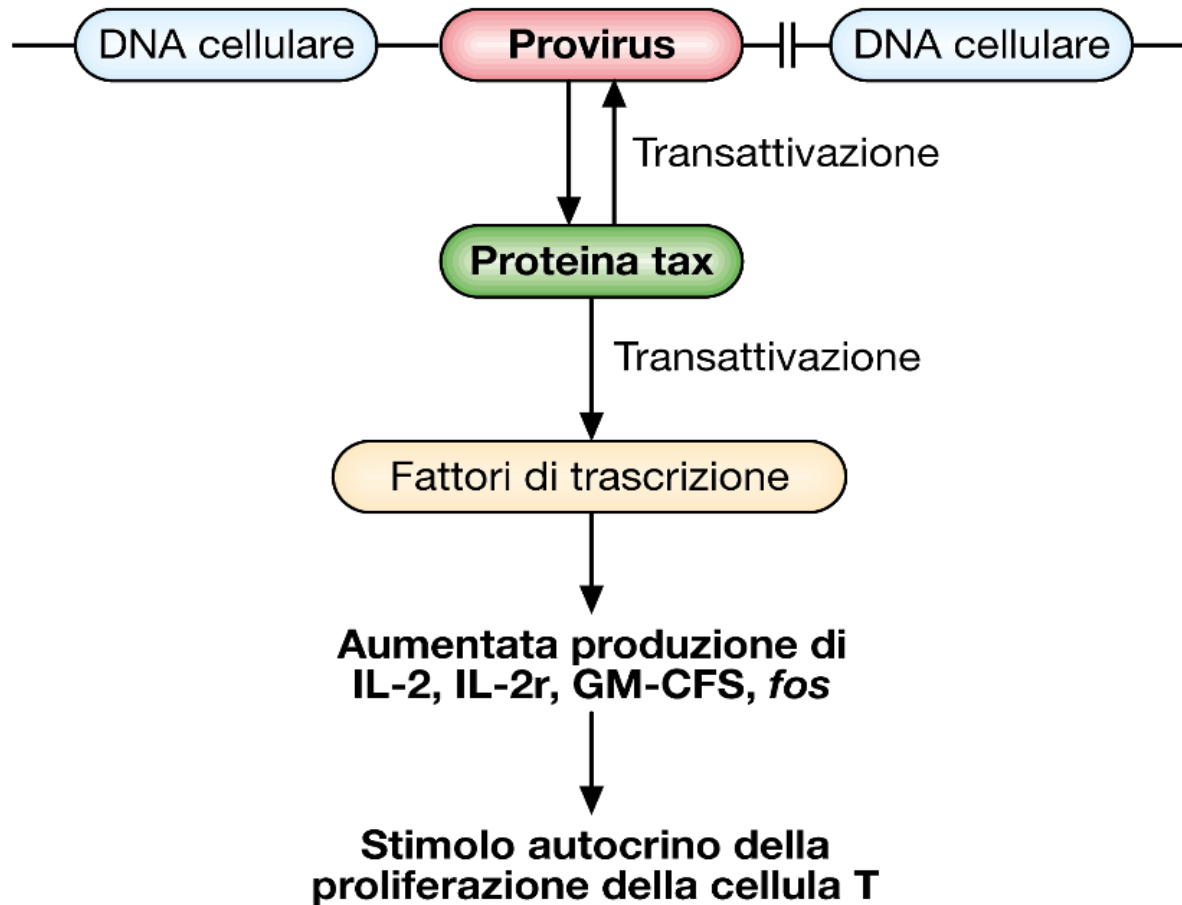 DNA cellulare
Provirus
DNA cellulare
Transattivazione
Proteina tax
Transattivazione
Fattori di trascrizione
Aumentata produzione di
IL-2, IL-2r, GM-CFS, fos
Stimolo autocrino della
proliferazione della cellula T